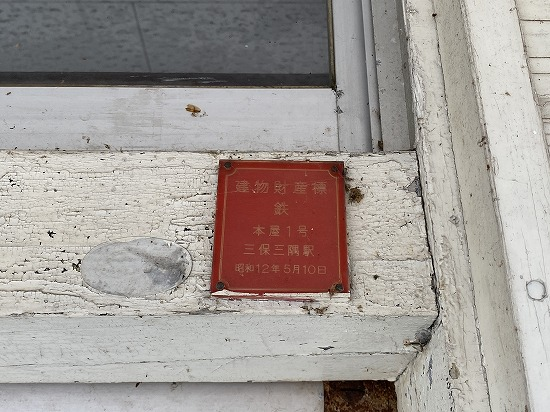 建物財産標
鉄
本屋1号
三保三隅駅
昭和12年5月10日